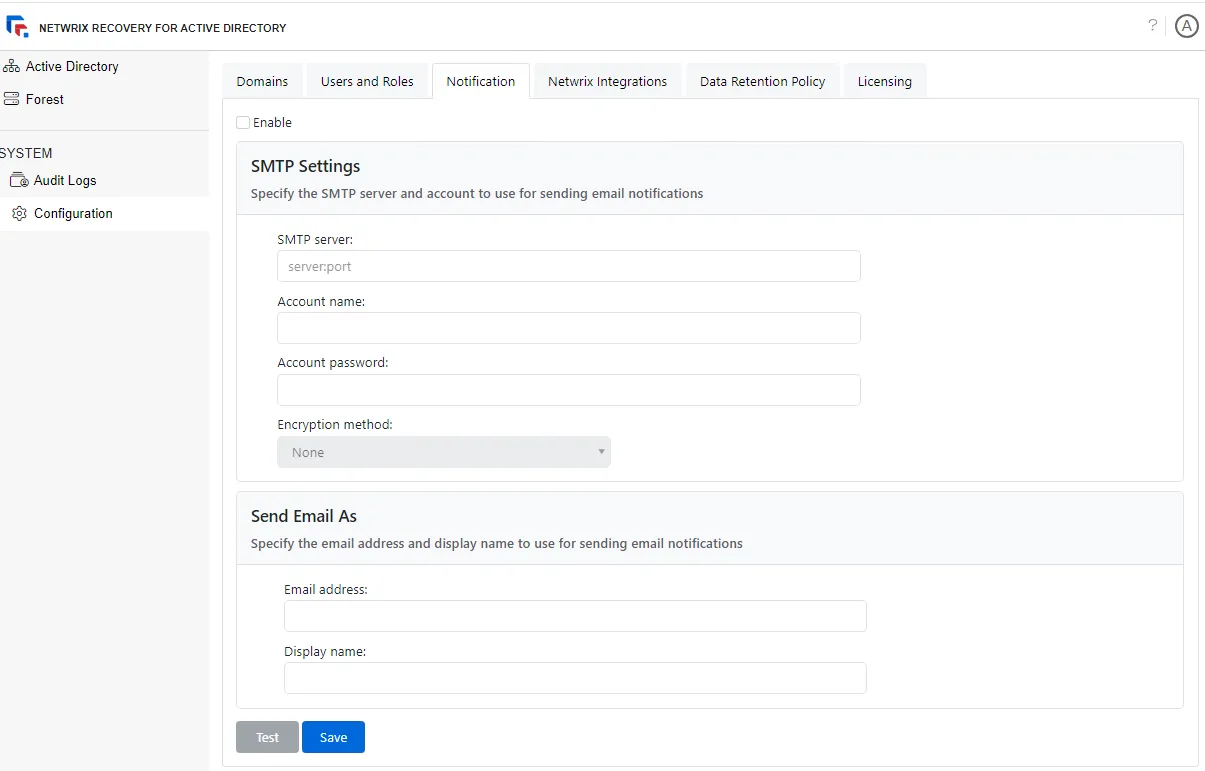 NETWRIX RECOVERY FOR ACTIVE DIRECTORY
? A
Active Directory
Forest
SYSTEM
Audit Logs
Configuration
Domains Users and Roles Notification Netwrix Integrations Data Retention Policy Licensing
Enable
SMTP Settings
Specify the SMTP server and account to use for sending email notifications
SMTP server:
server:port
Account name:
Account password:
Encryption method:
None
Send Email As
Specify the email address and display name to use for sending email notifications
Email address:
Display name:
Test Save